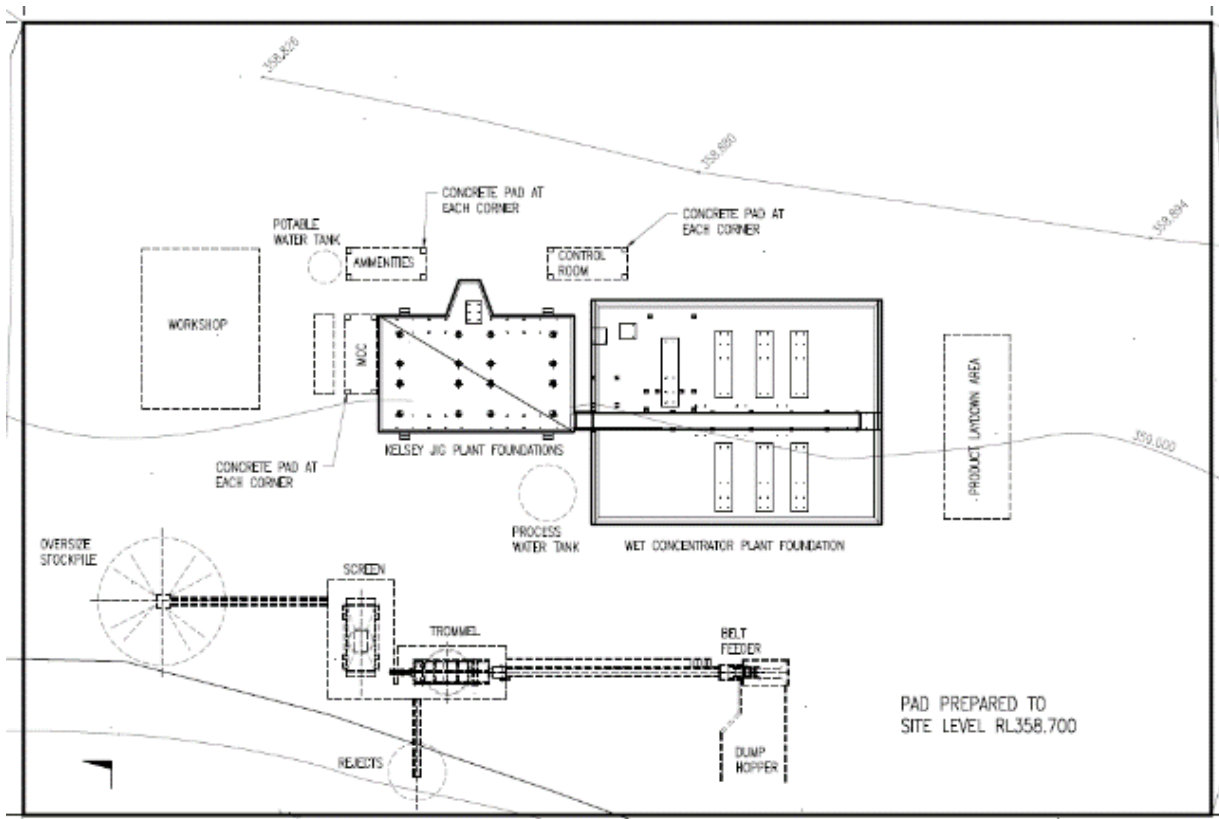 358.826
358.880
358.894
CONCRETE PAD AT
EACH CORNER
CONCRETE PAD AT
EACH CORNER
POTABLE
WATER TANK
AMMENITIES
CONTROL
ROOM
WORKSHOP
MCC
PRODUCT LAYDOWN AREA
359.000
KELSEY JIG PLANT FOUNDATIONS
CONCRETE PAD AT
EACH CORNER
PROCESS
WATER TANK
WET CONCENTRATOR PLANT FOUNDATION
OVERSIZE
STOCKPILE
SCREEN
TROMMEL
BELT
FEEDER
PAD PREPARED TO
SITE LEVEL RL358.700
REJECTS
DUMP
HOPPER